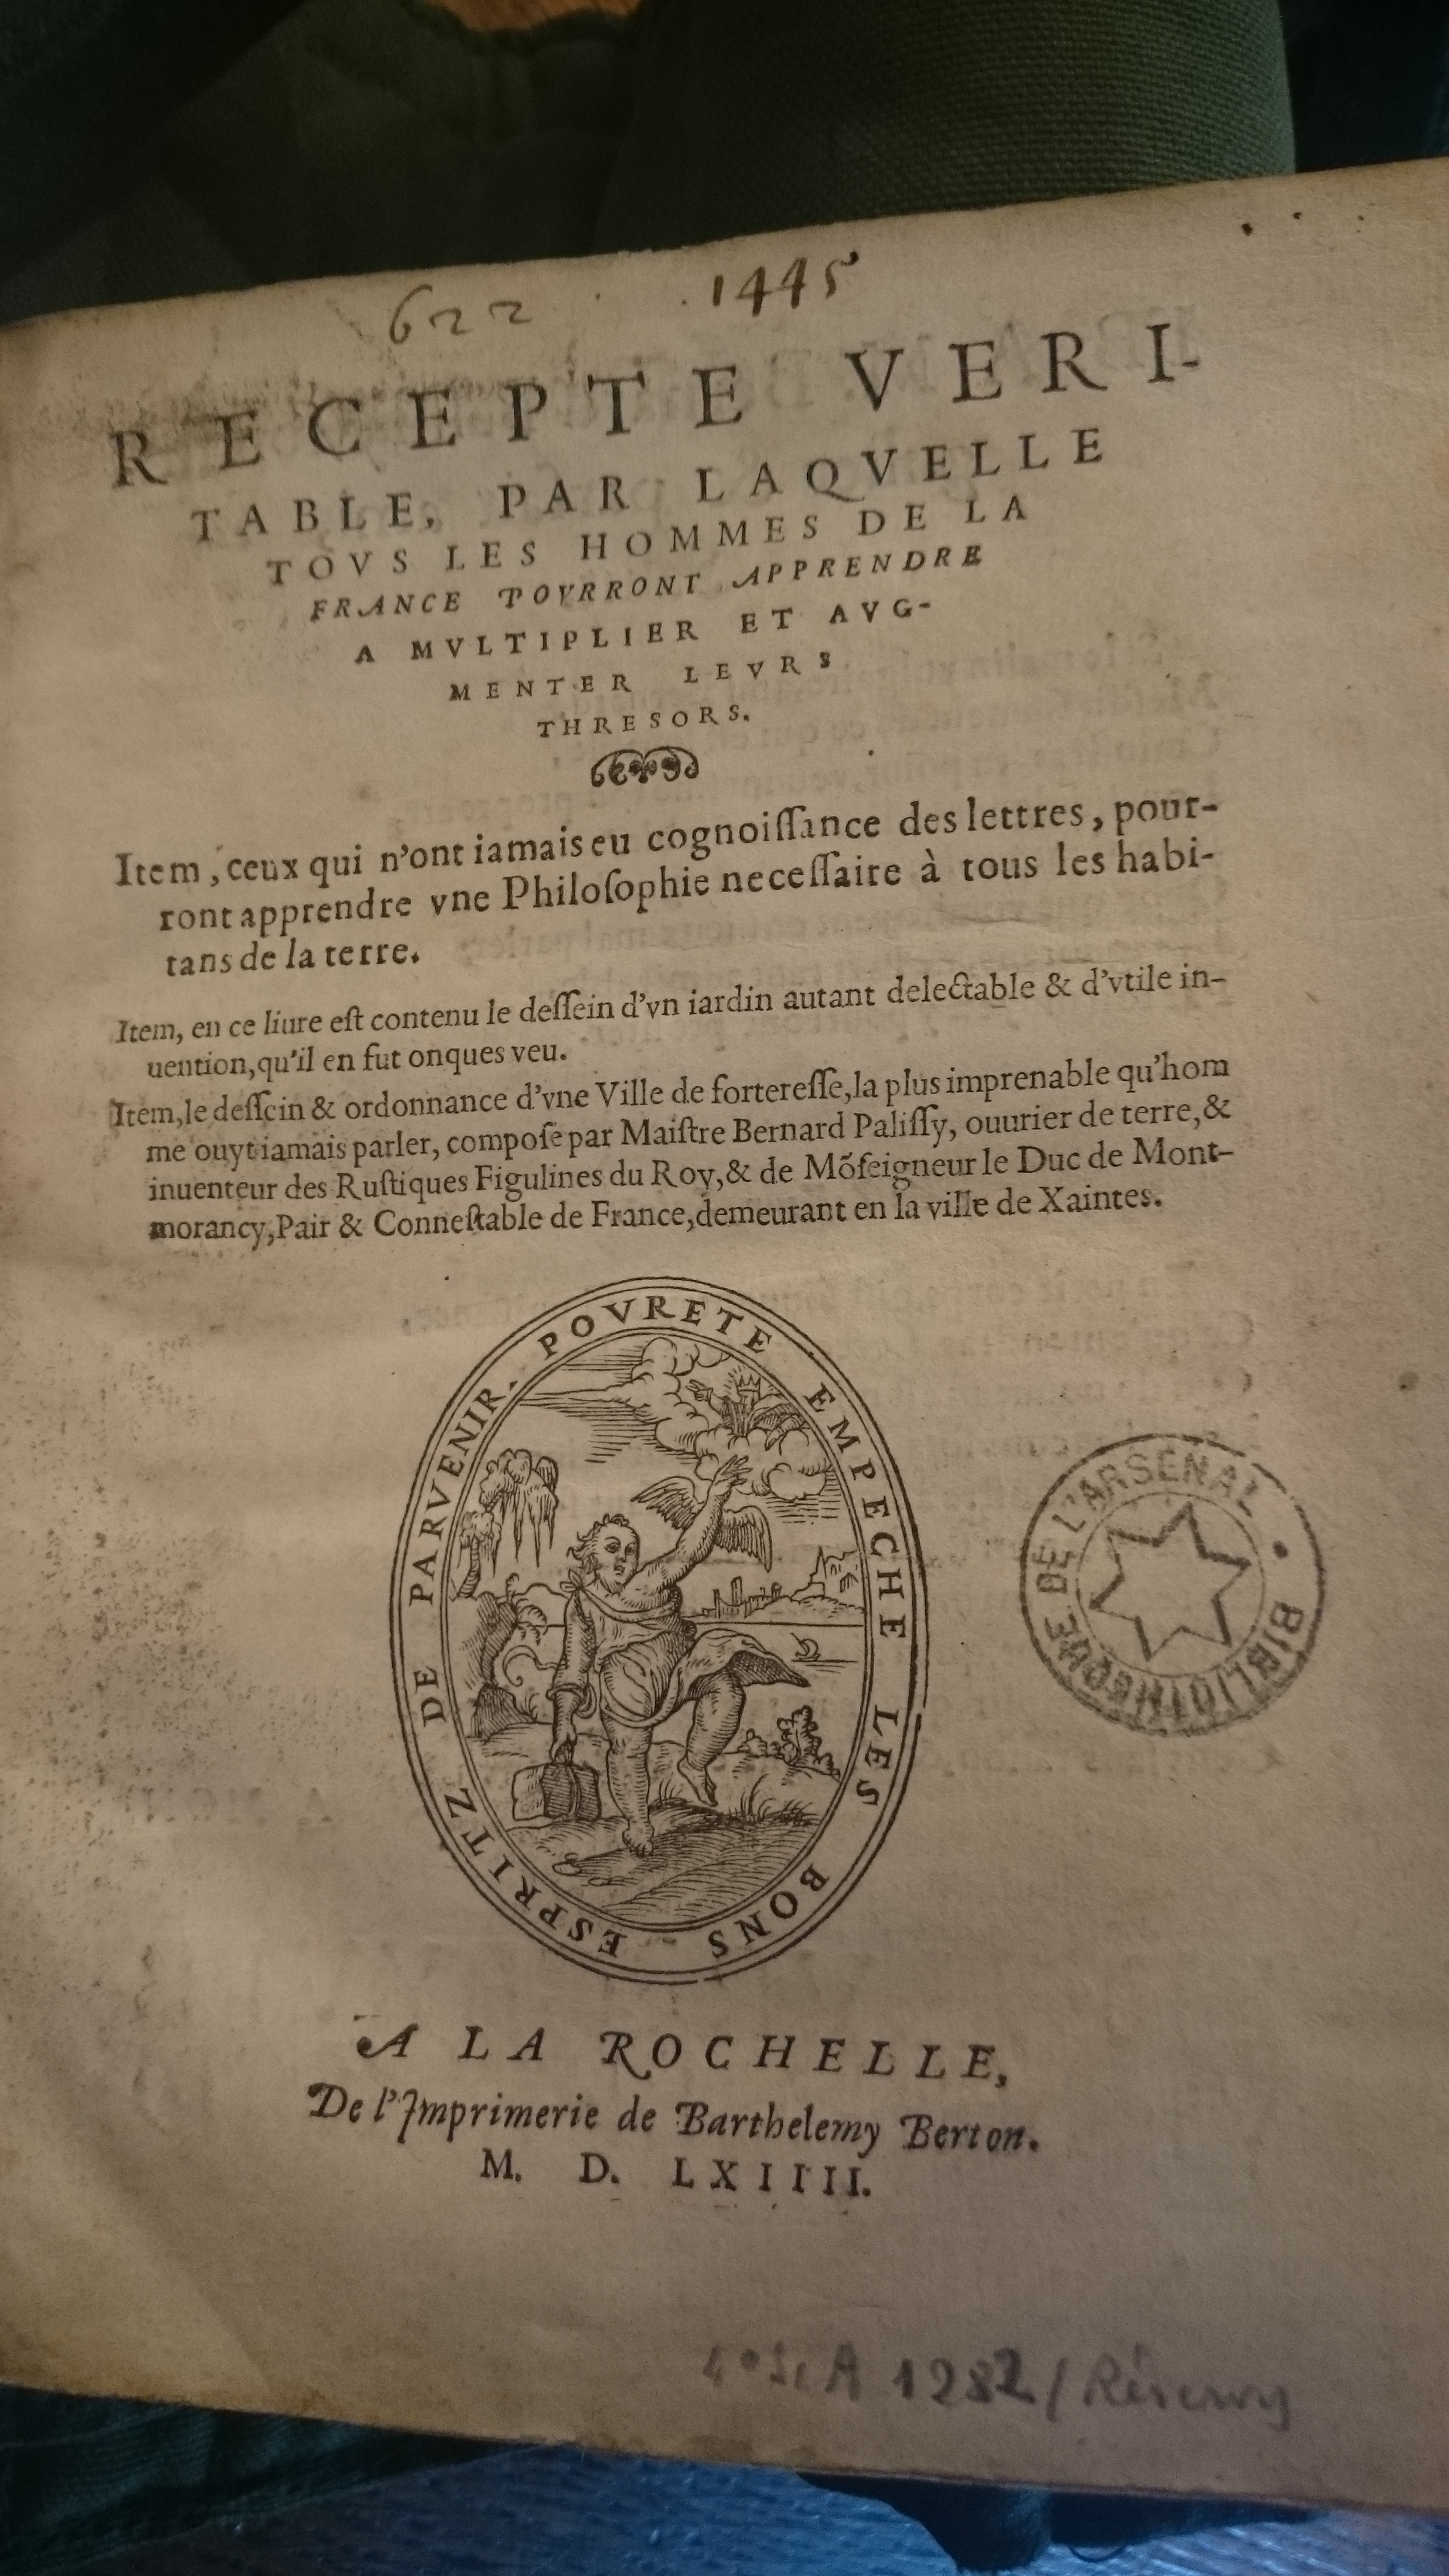 622 1445
RECEPTE VERI-
TABLE, PAR LAQVELLE
TOVS LES HOMMES DE LA
FRANCE POVRRONT APPRENDRE
A MVLTIPLIER ET AVG-
MENTER LEVRS
THRESORS.
Item, ceux qui n'ont iamais eu cognoiſſance des lettres, pour-
ront apprendre vne Philoſophie neceſſaire à tous les habi-
tans de la terre.
Item, en ce liure eſt contenu le deſſein d'vn iardin autant delectable & d'vtile in-
uention, qu'il en fut onques veu.
Item, le deſſein & ordonnance d'vne Ville de fortereſſe, la plus imprenable qu'hom
me ouyt iamais parler, compoſe par Maiſtre Bernard Paliſſy, ouurier de terre, &
inuenteur des Ruſtiques Figulines du Roy, & de Mõſeigneur le Duc de Mont-
morancy, Pair & Conneſtable de France, demeurant en la ville de Xaintes.
POVRETE EMPECHE LES BONS ESPRITZ DE PARVENIR.
BIBLIOTHEQUE DE L'ARSENAL
A LA ROCHELLE,
De l'Imprimerie de Barthelemy Berton.
M. D. LXIIII.
4° Sc A 1282 /